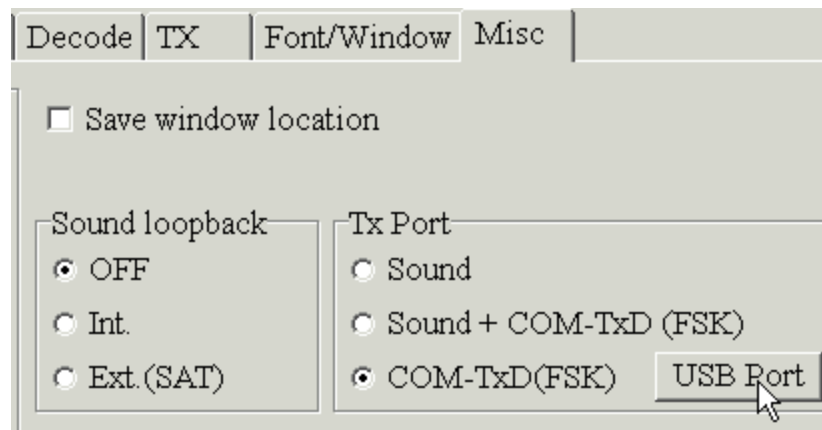 Decode TX Font/Window Misc
Save window location
Sound loopback Tx Port
OFF Sound
Int. Sound + COM-TxD (FSK)
Ext.(SAT) COM-TxD(FSK) USB Port